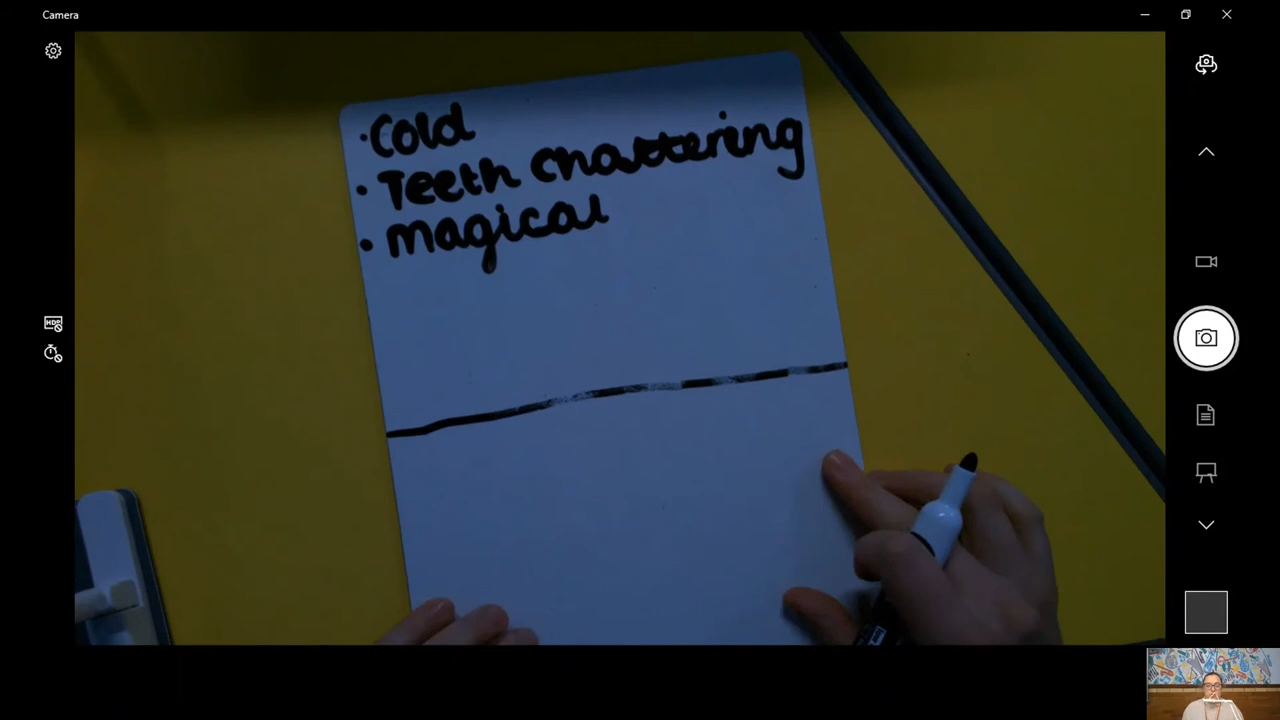 Camera
· Cold
· Teeth chattering
· magical